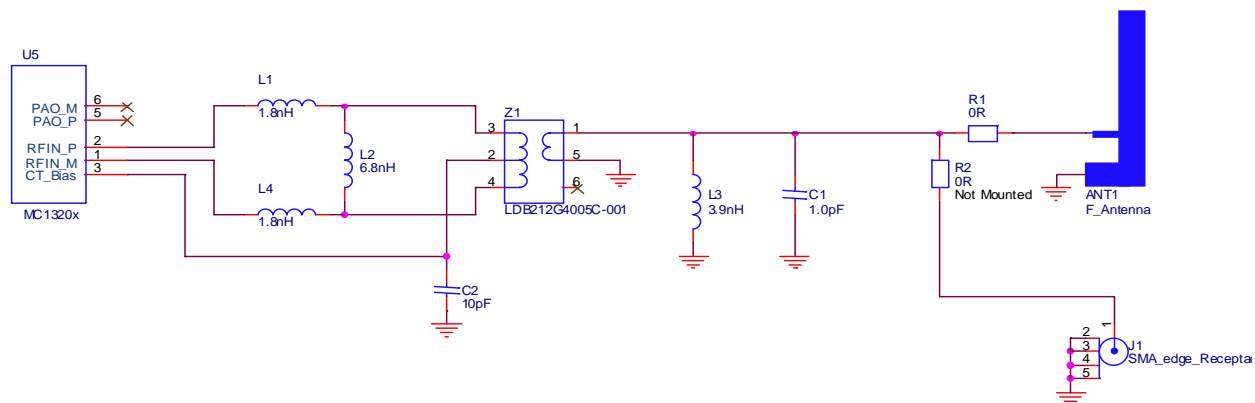 U5
PAO_M 6
PAO_P 5
RFIN_P 2
RFIN_M 1
CT_Bias 3
MC1320x
L1
1.8nH
L2
6.8nH
L4
1.8nH
C2
10pF
Z1
3 1
2 5
4 6
LDB212G4005C-001
L3
3.9nH
C1
1.0pF
R1
0R
R2
0R
Not Mounted
ANT1
F_Antenna
1
2
3
4
5
J1
SMA_edge_Receptac